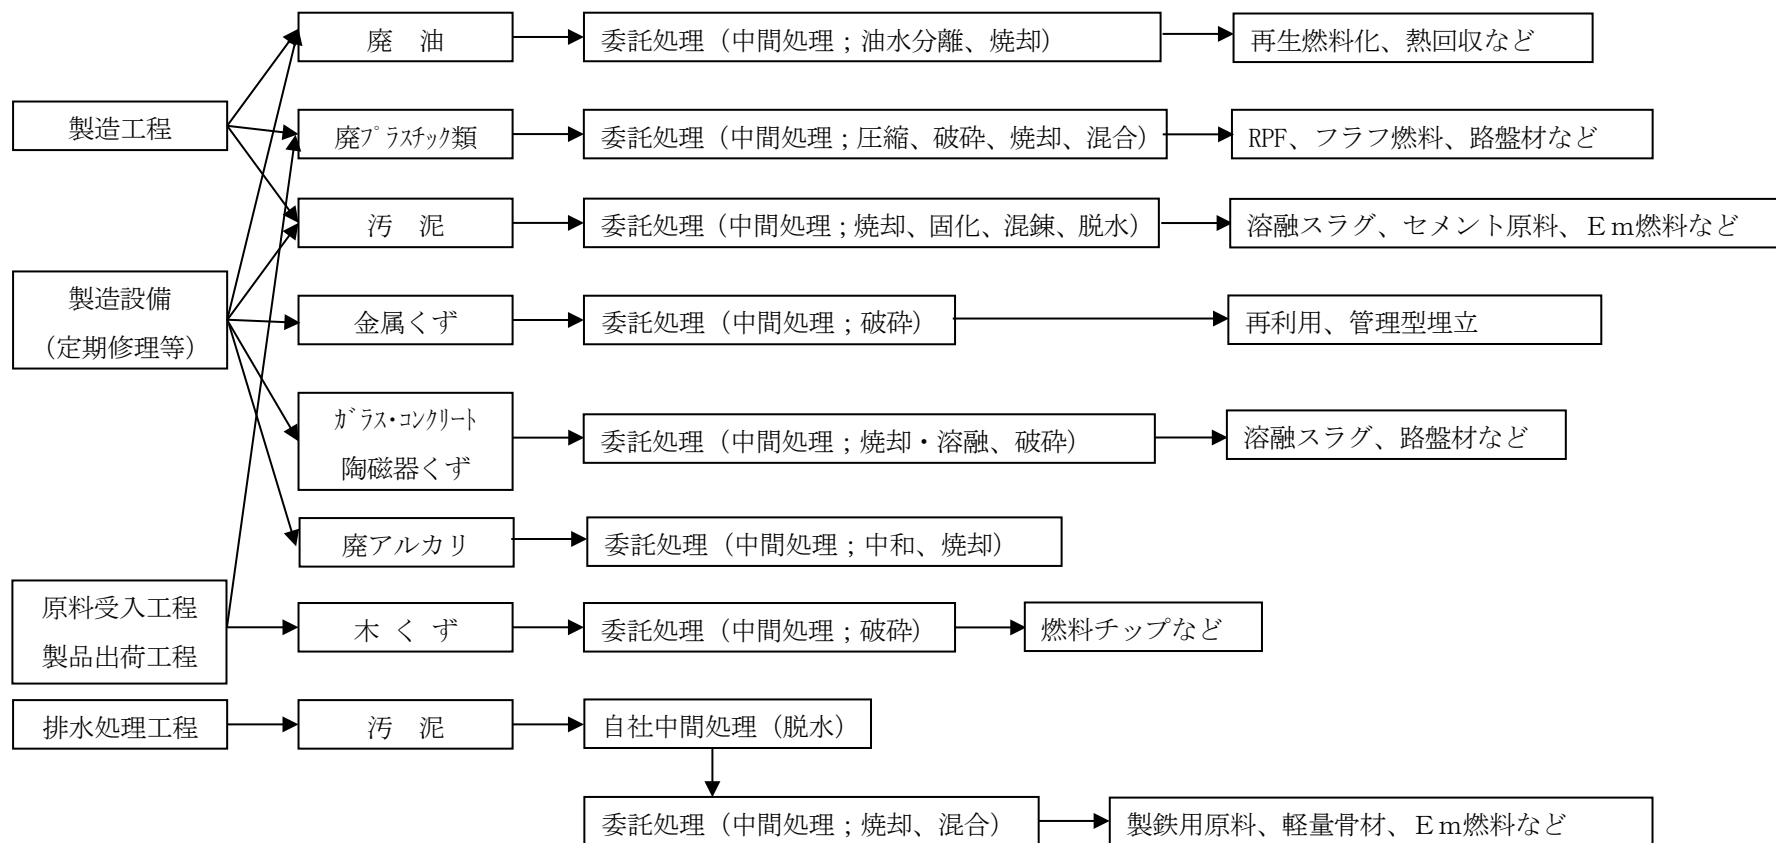 廃　油
委託処理（中間処理；油水分離、焼却）
再生燃料化、熱回収など
製造工程
廃ﾌﾟﾗｽﾁｯｸ類
委託処理（中間処理；圧縮、破砕、焼却、混合）
RPF、フラフ燃料、路盤材など
汚　泥
委託処理（中間処理；焼却、固化、混錬、脱水）
溶融スラグ、セメント原料、Ｅｍ燃料など
製造設備
（定期修理等）
金属くず
委託処理（中間処理；破砕）
再利用、管理型埋立
ｶﾞﾗｽ・ｺﾝｸﾘｰﾄ
陶磁器くず
委託処理（中間処理；焼却・溶融、破砕）
溶融スラグ、路盤材など
廃アルカリ
委託処理（中間処理；中和、焼却）
原料受入工程
製品出荷工程
木 く ず
委託処理（中間処理；破砕）
燃料チップなど
排水処理工程
汚　泥
自社中間処理（脱水）
委託処理（中間処理；焼却、混合）
製鉄用原料、軽量骨材、Ｅｍ燃料など